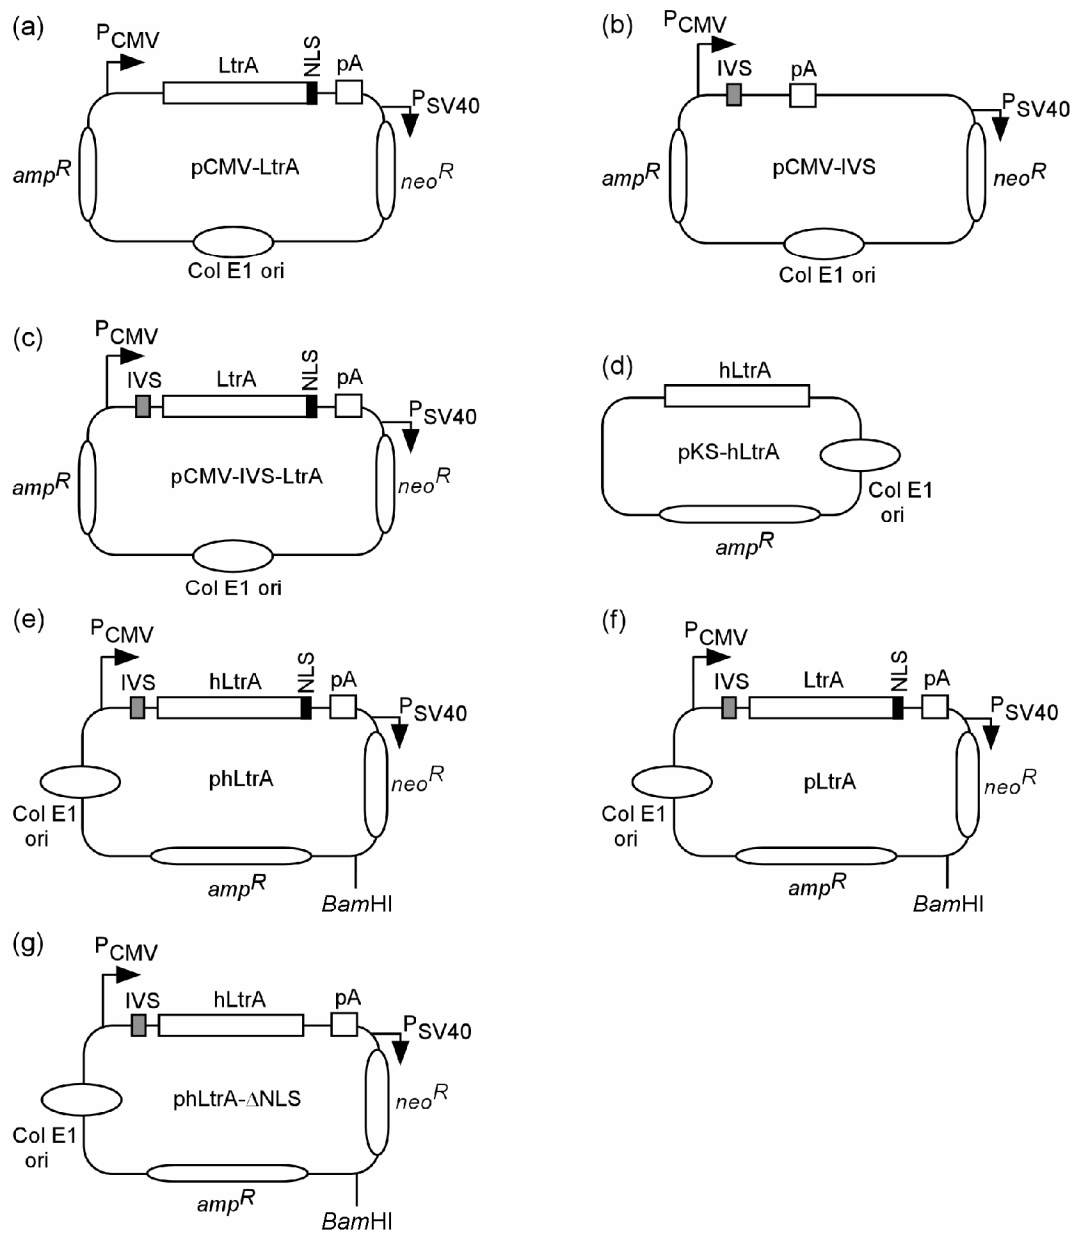 (a)
PCMV
LtrA
NLS
pA
PSV40
ampR
pCMV-LtrA
neoR
Col E1 ori
(b)
PCMV
IVS
pA
PSV40
ampR
pCMV-IVS
neoR
Col E1 ori
(c)
PCMV
IVS
LtrA
NLS
pA
PSV40
ampR
pCMV-IVS-LtrA
neoR
Col E1 ori
(d)
hLtrA
pKS-hLtrA
Col E1
ori
ampR
(e)
PCMV
IVS
hLtrA
NLS
pA
PSV40
phLtrA
neoR
Col E1
ori
ampR
BamHI
(f)
PCMV
IVS
LtrA
NLS
pA
PSV40
pLtrA
neoR
Col E1
ori
ampR
BamHI
(g)
PCMV
IVS
hLtrA
pA
PSV40
phLtrA-ΔNLS
neoR
Col E1
ori
ampR
BamHI